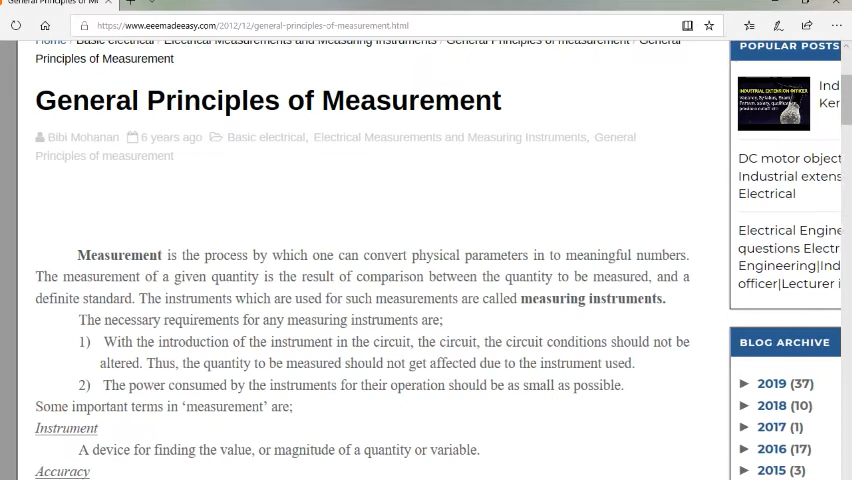 General Principles of M
https://www.eeemadeeasy.com/2012/12/general-principles-of-measurement.html
Home / Basic electrical / Electrical Measurements and Measuring Instruments / General Principles of measurement / General
Principles of Measurement
General Principles of Measurement
Bibi Mohanan 6 years ago Basic electrical, Electrical Measurements and Measuring Instruments, General
Principles of measurement
Measurement is the process by which one can convert physical parameters in to meaningful numbers.
The measurement of a given quantity is the result of comparison between the quantity to be measured, and a
definite standard. The instruments which are used for such measurements are called measuring instruments.
The necessary requirements for any measuring instruments are;
1) With the introduction of the instrument in the circuit, the circuit, the circuit conditions should not be
altered. Thus, the quantity to be measured should not get affected due to the instrument used.
2) The power consumed by the instruments for their operation should be as small as possible.
Some important terms in ‘measurement’ are;
Instrument
A device for finding the value, or magnitude of a quantity or variable.
Accuracy
POPULAR POSTS
INDUSTRIAL EXTENSION OFFICER
Ind
Ker
DC motor object
Industrial extens
Electrical
Electrical Engine
questions Electr
Engineering|Ind
officer|Lecturer i
BLOG ARCHIVE
► 2019 (37)
► 2018 (10)
► 2017 (1)
► 2016 (17)
► 2015 (3)